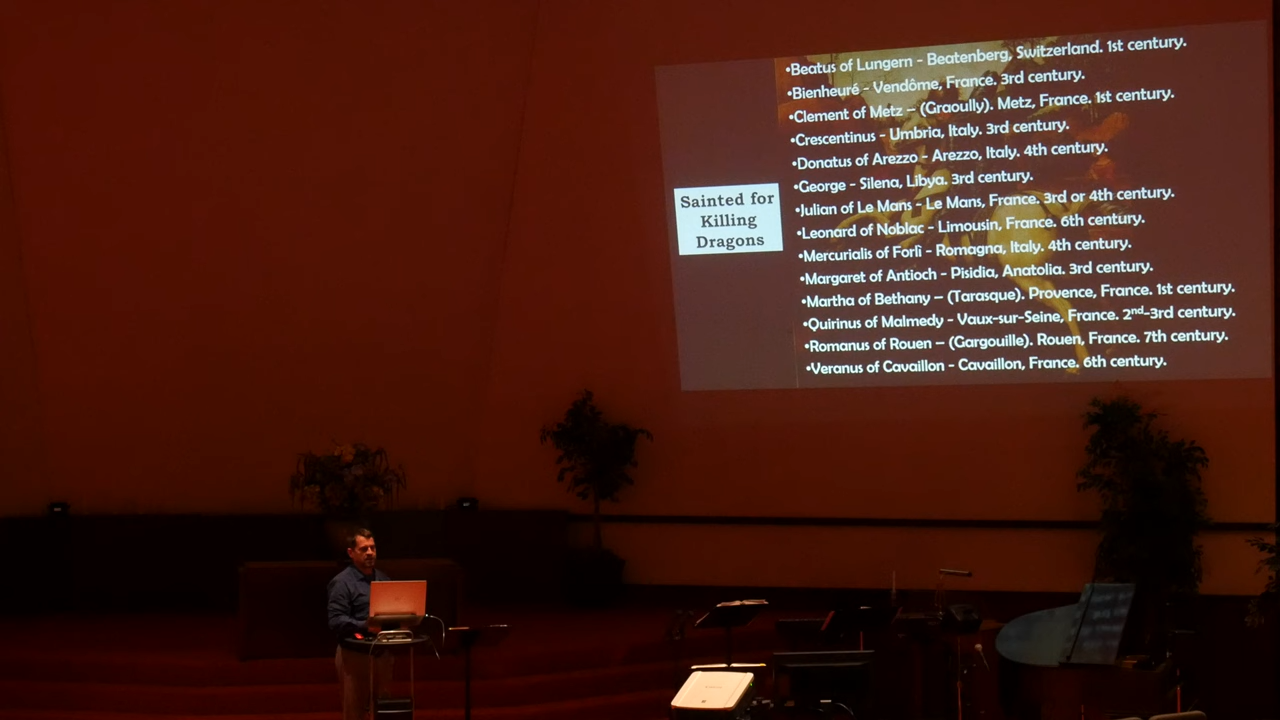 Sainted for
Killing
Dragons
•Beatus of Lungern - Beatenberg, Switzerland. 1st century.
•Bienheuré - Vendôme, France. 3rd century.
•Clement of Metz – (Graoully). Metz, France. 1st century.
•Crescentinus - Umbria, Italy. 3rd century.
•Donatus of Arezzo - Arezzo, Italy. 4th century.
•George - Silena, Libya. 3rd century.
•Julian of Le Mans - Le Mans, France. 3rd or 4th century.
•Leonard of Noblac - Limousin, France. 6th century.
•Mercurialis of Forlì - Romagna, Italy. 4th century.
•Margaret of Antioch - Pisidia, Anatolia. 3rd century.
•Martha of Bethany – (Tarasque). Provence, France. 1st century.
•Quirinus of Malmedy - Vaux-sur-Seine, France. 2nd-3rd century.
•Romanus of Rouen – (Gargouille). Rouen, France. 7th century.
•Veranus of Cavaillon - Cavaillon, France. 6th century.